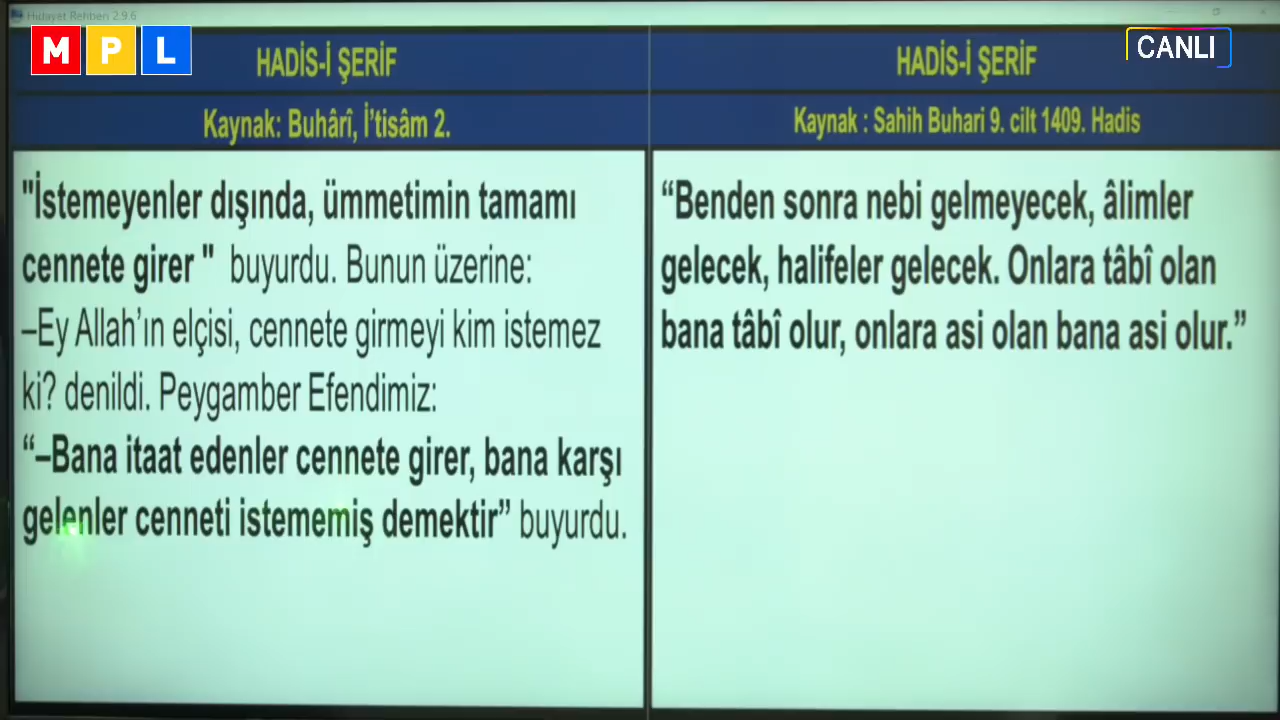 Hidayet Rehberi 2.9.6
MPL
CANLI
HADİS-İ ŞERİF
Kaynak: Buhârî, İ’tisâm 2.
"İstemeyenler dışında, ümmetimin tamamı
cennete girer " buyurdu. Bunun üzerine:
–Ey Allah’ın elçisi, cennete girmeyi kim istemez
ki? denildi. Peygamber Efendimiz:
“–Bana itaat edenler cennete girer, bana karşı
gelenler cenneti istememiş demektir” buyurdu.
HADİS-İ ŞERİF
Kaynak : Sahih Buhari 9. cilt 1409. Hadis
“Benden sonra nebi gelmeyecek, âlimler
gelecek, halifeler gelecek. Onlara tâbî olan
bana tâbî olur, onlara asi olan bana asi olur.”